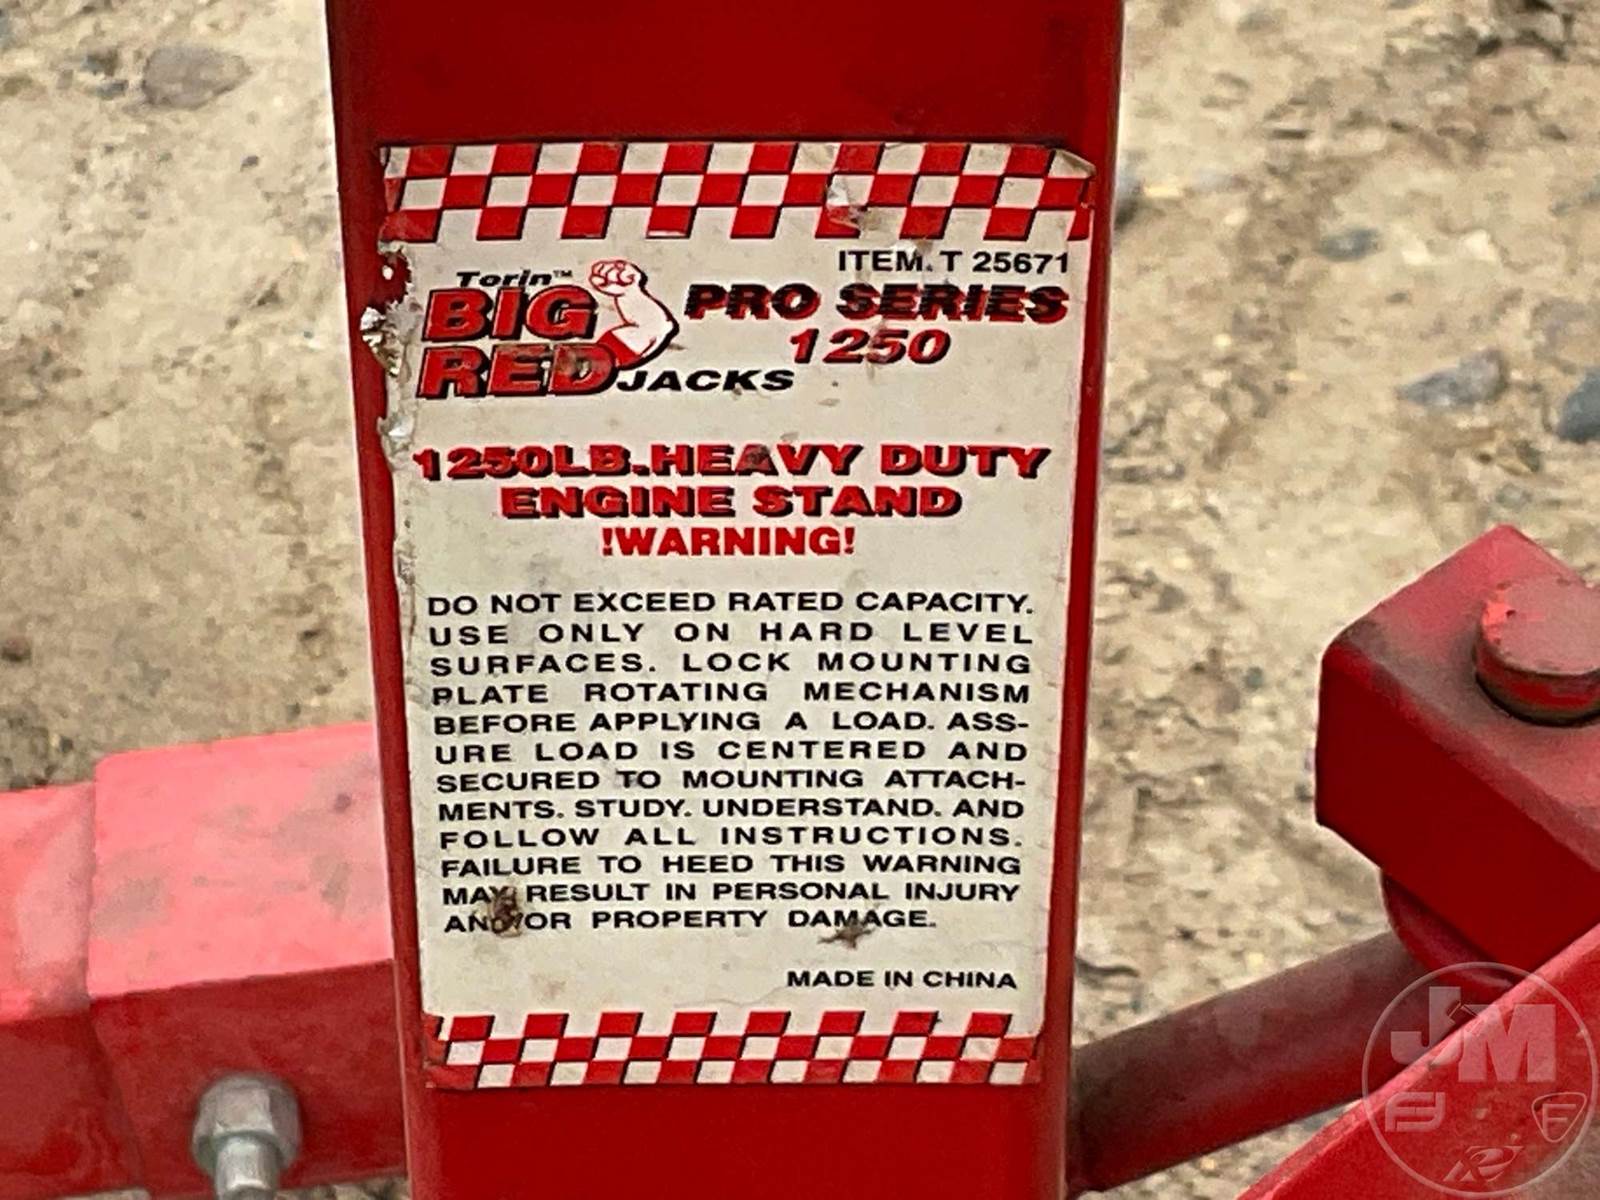 ITEM. T 25671
Torin™
BIG
RED JACKS
PRO SERIES
1250
1250LB. HEAVY DUTY
ENGINE STAND
!WARNING!
DO NOT EXCEED RATED CAPACITY.
USE ONLY ON HARD LEVEL
SURFACES. LOCK MOUNTING
PLATE ROTATING MECHANISM
BEFORE APPLYING A LOAD. ASS-
URE LOAD IS CENTERED AND
SECURED TO MOUNTING ATTACH-
MENTS. STUDY. UNDERSTAND. AND
FOLLOW ALL INSTRUCTIONS.
FAILURE TO HEED THIS WARNING
MAY RESULT IN PERSONAL INJURY
AND/OR PROPERTY DAMAGE.
MADE IN CHINA
JM